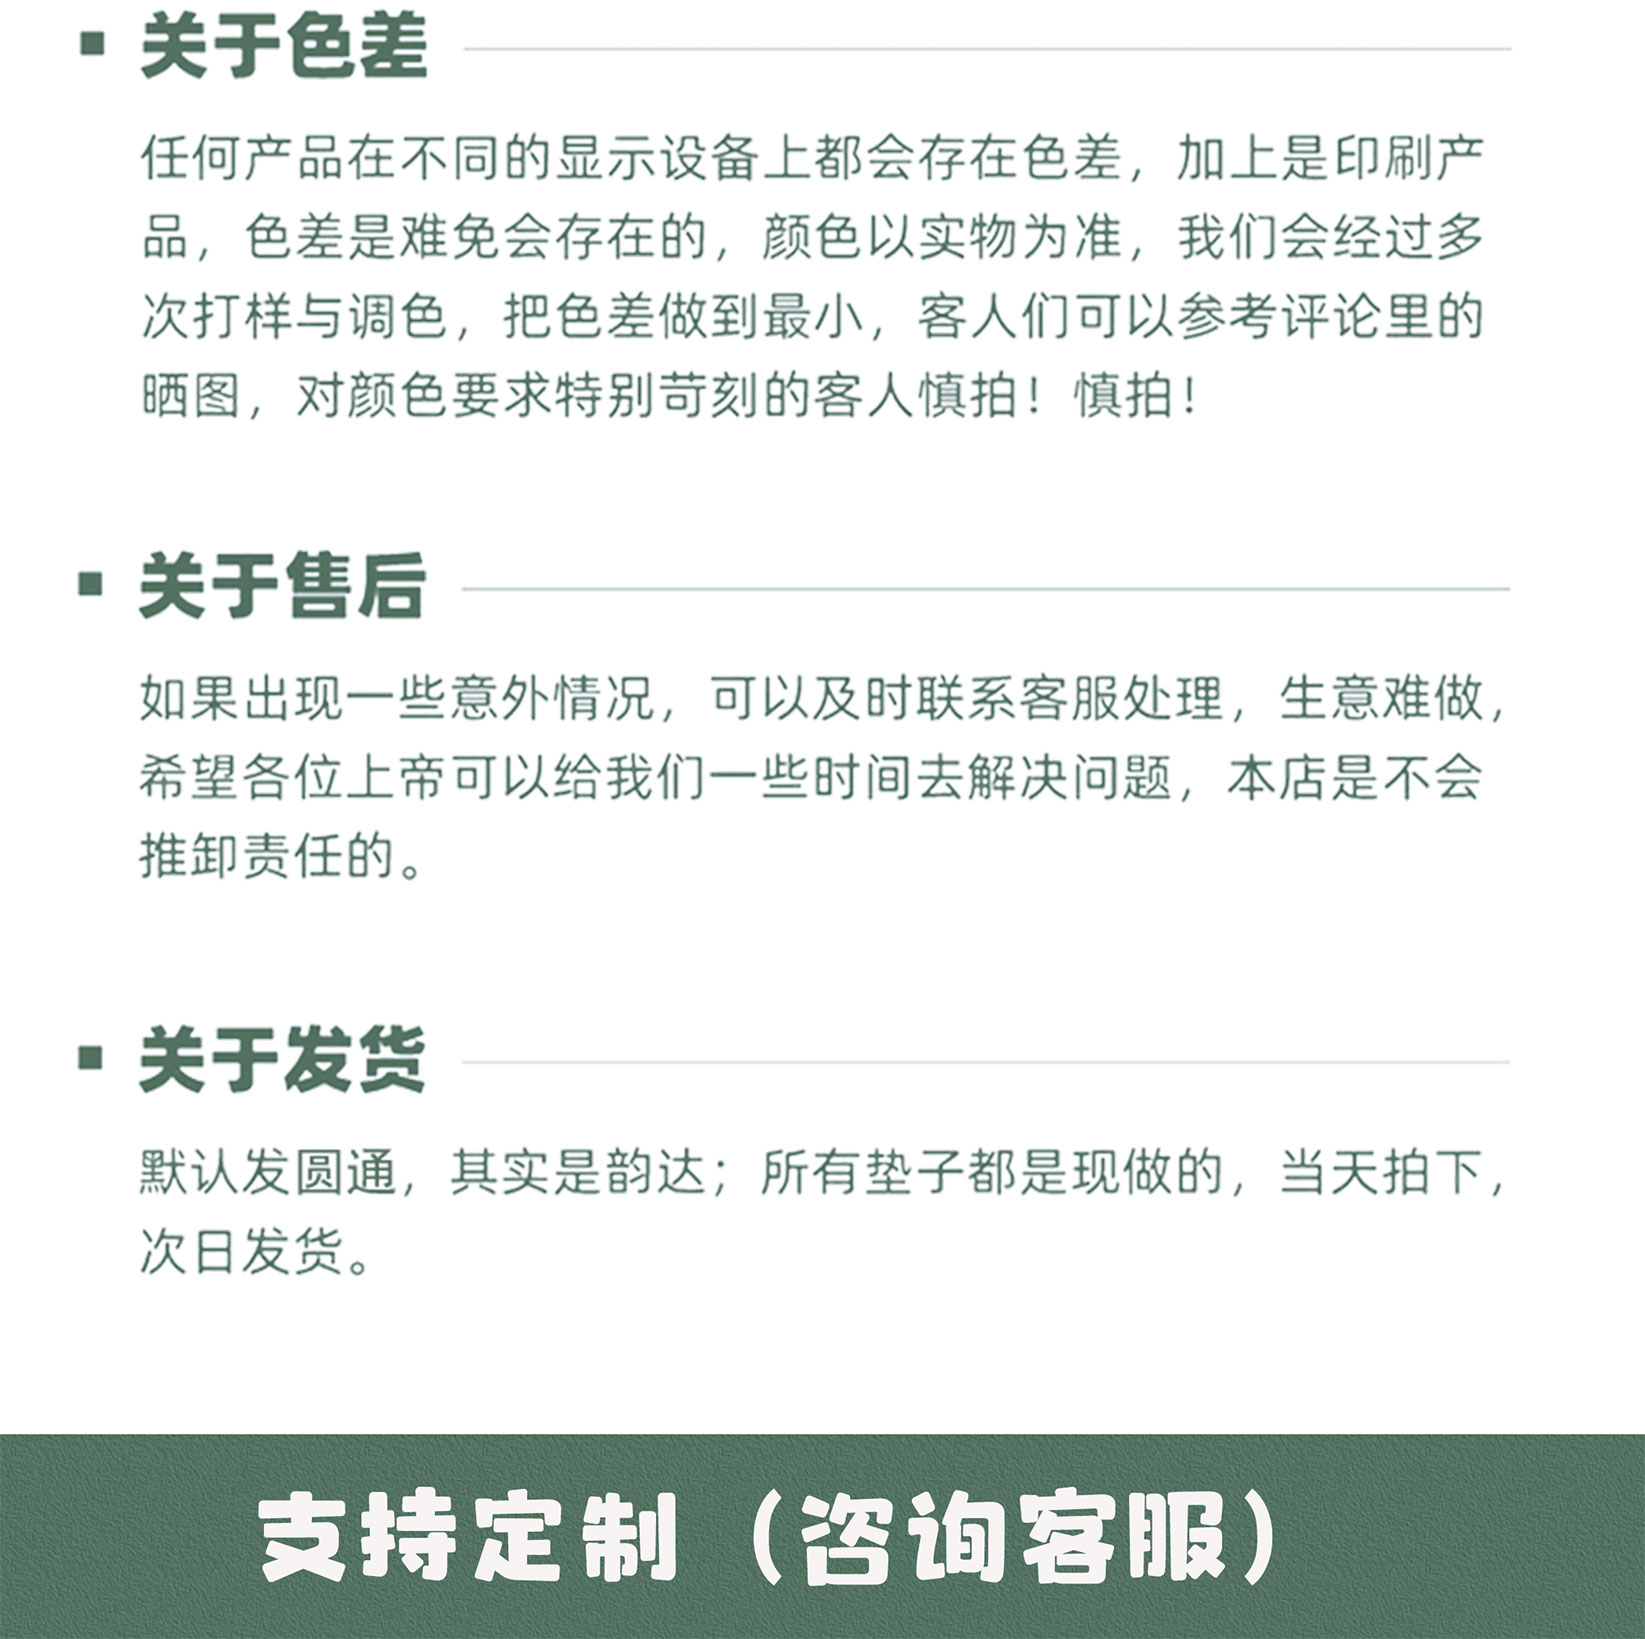 关于色差
任何产品在不同的显示设备上都会存在色差，加上是印刷产
品，色差是难免会存在的，颜色以实物为准，我们会经过多
次打样与调色，把色差做到最小，客人们可以参考评论里的
晒图，对颜色要求特别苛刻的客人慎拍！慎拍！
关于售后
如果出现一些意外情况，可以及时联系客服处理，生意难做，
希望各位上帝可以给我们一些时间去解决问题，本店是不会
推卸责任的。
关于发货
默认发圆通，其实是韵达；所有垫子都是现做的，当天拍下，
次日发货。
支持定制（咨询客服）